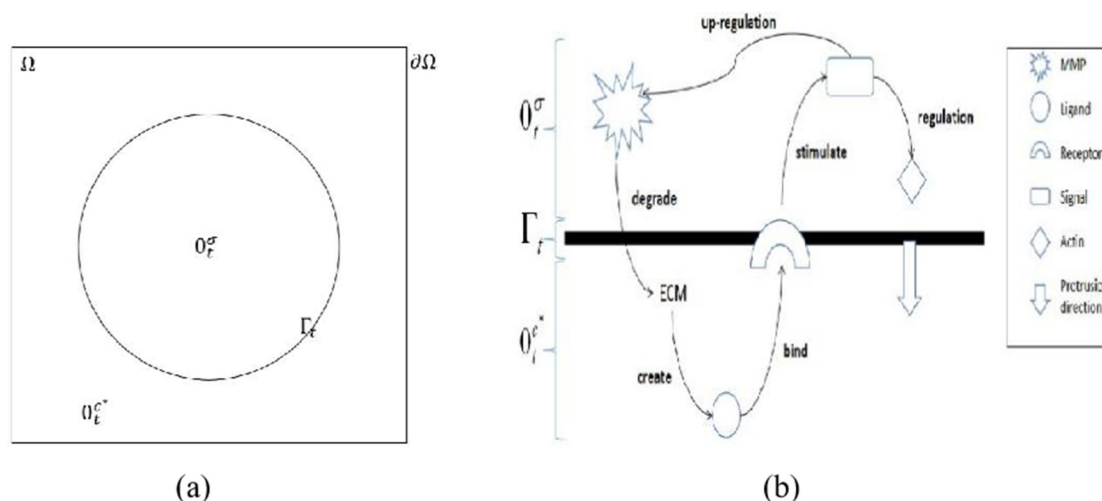 Ω
∂Ω
0_t^σ
Γ_t
0_t^{c*}
(a)
up-regulation
0_t^σ
regulation
stimulate
degrade
Γ_t
ECM
0_t^{c*}
bind
create
MMP
Ligand
Receptor
Signal
Actin
Protrusio
direction
(b)